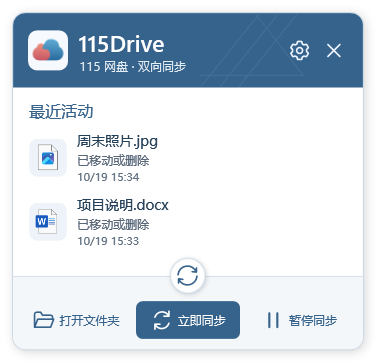 115Drive
115 网盘 · 双向同步
最近活动
周末照片.jpg
已移动或删除
10/19 15:34
项目说明.docx
已移动或删除
10/19 15:33
打开文件夹
立即同步
暂停同步